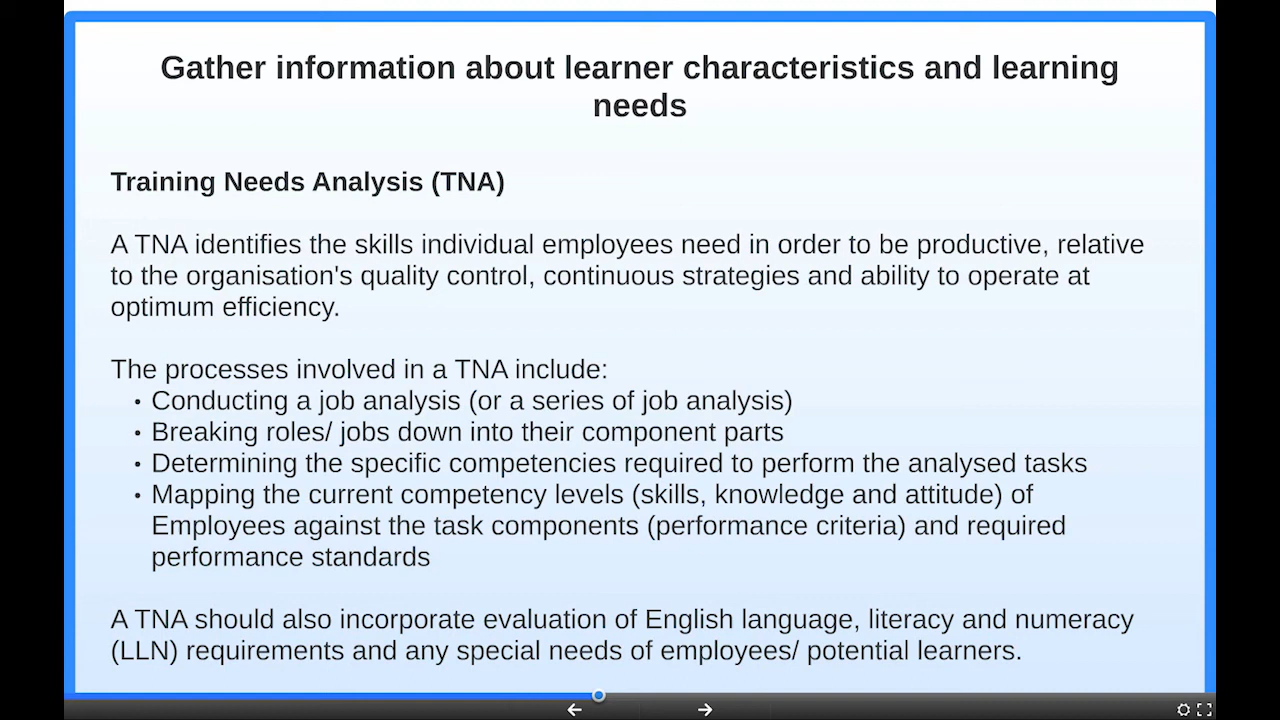 Gather information about learner characteristics and learning
needs
Training Needs Analysis (TNA)
A TNA identifies the skills individual employees need in order to be productive, relative
to the organisation's quality control, continuous strategies and ability to operate at
optimum efficiency.
The processes involved in a TNA include:
• Conducting a job analysis (or a series of job analysis)
• Breaking roles/ jobs down into their component parts
• Determining the specific competencies required to perform the analysed tasks
• Mapping the current competency levels (skills, knowledge and attitude) of
Employees against the task components (performance criteria) and required
performance standards
A TNA should also incorporate evaluation of English language, literacy and numeracy
(LLN) requirements and any special needs of employees/ potential learners.